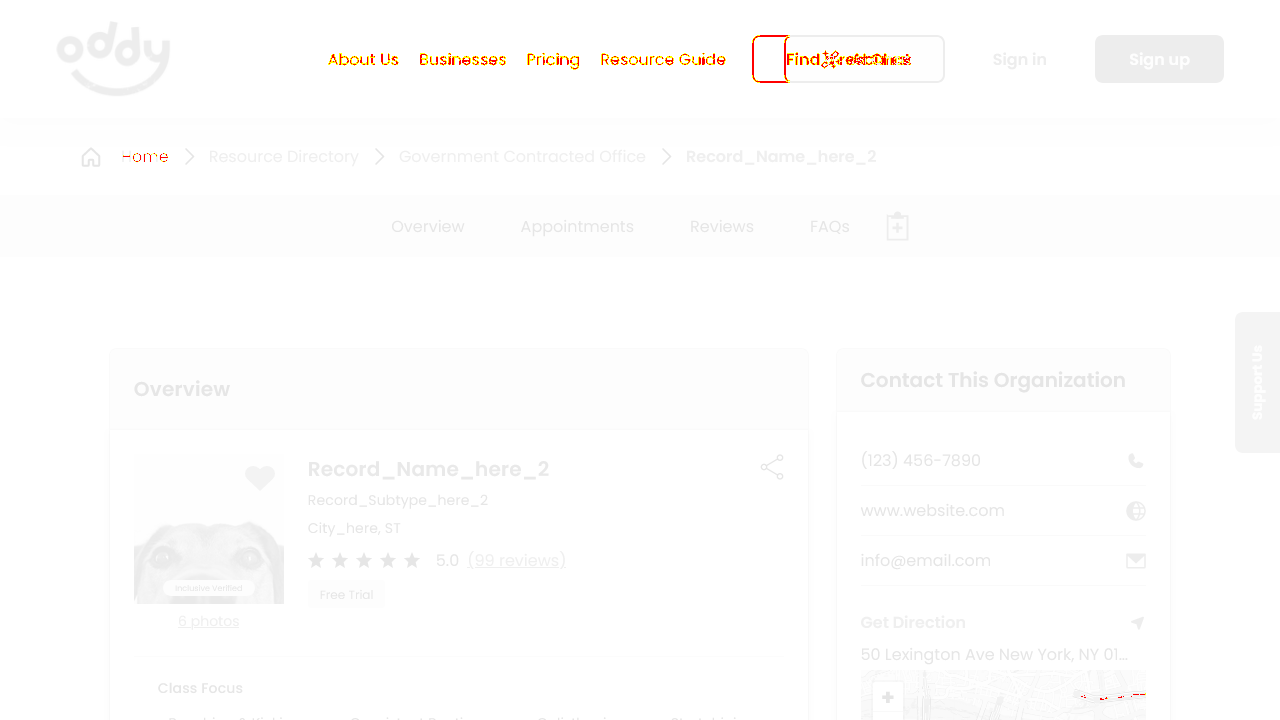 oddy
About Us Businesses Pricing Resource Guide Find Sign in Sign up
Home Resource Directory Government Contracted Office Record_Name_here_2
Overview Appointments Reviews FAQs
Support Us
Overview
Contact This Organization
Record_Name_here_2
Record_Subtype_here_2
City_here, ST
5.0 (99 reviews)
Free Trial
Inclusive Verified
6 photos
Class Focus
(123) 456-7890
www.website.com
info@email.com
Get Direction
50 Lexington Ave New York, NY 01...